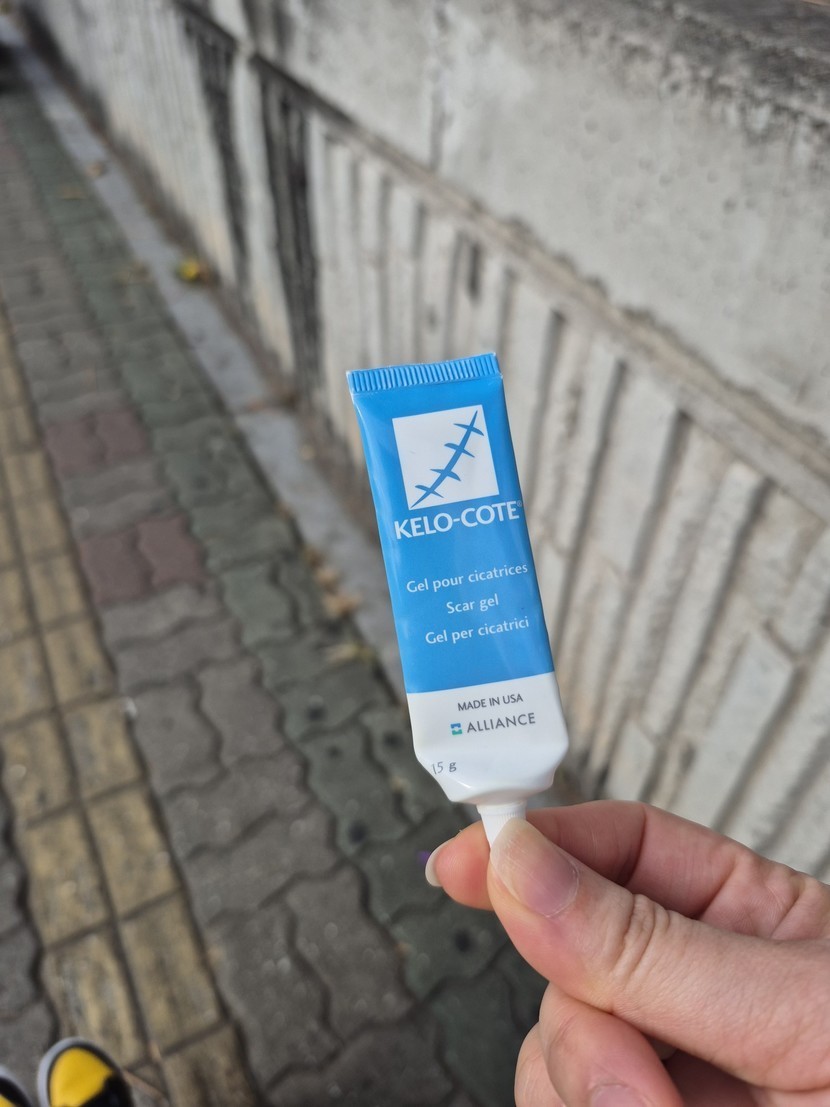 KELO-COTE®
Gel pour cicatrices
Scar gel
Gel per cicatrici
MADE IN USA
ALLIANCE
15 g